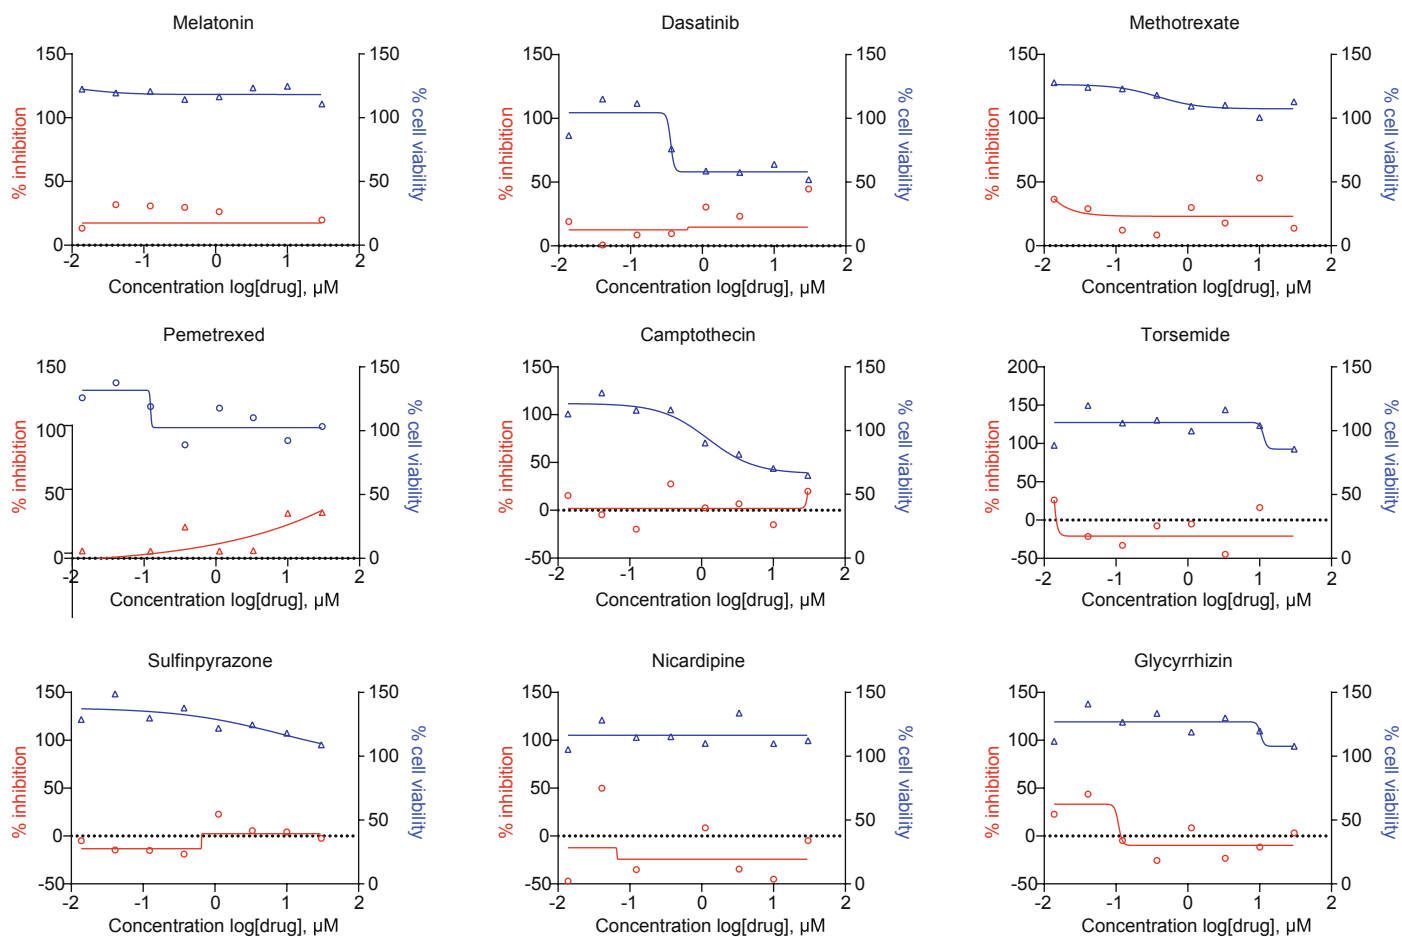 Melatonin
150
100
50
0
% inhibition
150
100
50
0
% cell viability
-2 -1 0 1 2
Concentration log[drug], µM
Dasatinib
150
100
50
0
% inhibition
150
100
50
0
% cell viability
-2 -1 0 1 2
Concentration log[drug], µM
Methotrexate
150
100
50
0
% inhibition
150
100
50
0
% cell viability
-2 -1 0 1 2
Concentration log[drug], µM
Pemetrexed
150
100
50
0
% inhibition
150
100
50
0
% cell viability
-2 -1 0 1 2
Concentration log[drug], µM
Camptothecin
150
100
50
0
-50
% inhibition
150
100
50
0
% cell viability
-2 -1 0 1 2
Concentration log[drug], µM
Torsemide
200
150
100
50
0
-50
% inhibition
150
100
50
0
% cell viability
-2 -1 0 1 2
Concentration log[drug], µM
Sulfinpyrazone
150
100
50
0
-50
% inhibition
150
100
50
0
% cell viability
-2 -1 0 1 2
Concentration log[drug], µM
Nicardipine
150
100
50
0
-50
% inhibition
150
100
50
0
% cell viability
-2 -1 0 1 2
Concentration log[drug], µM
Glycyrrhizin
150
100
50
0
-50
% inhibition
150
100
50
0
% cell viability
-2 -1 0 1 2
Concentration log[drug], µM